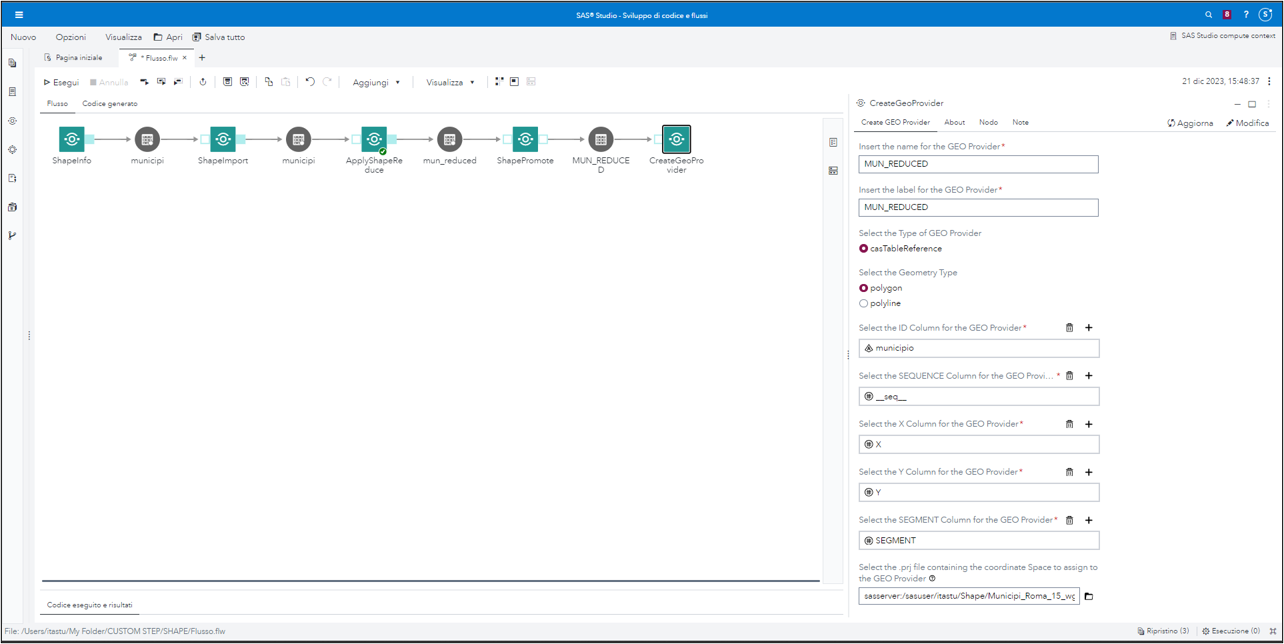 SAS® Studio - Sviluppo di codice e flussi
8
?
S
Nuovo Opzioni Visualizza Apri Salva tutto
SAS Studio compute context
Pagina iniziale
* Flusso.flw × +
Esegui Annulla Aggiungi Visualizza
21 dic 2023, 15:48:37
Flusso Codice generato
ShapeInfo
municipi
ShapeImport
municipi
ApplyShapeRe
duce
mun_reduced
ShapePromote
MUN_REDUCE
D
CreateGeoPro
vider
CreateGeoProvider
Create GEO Provider About Nodo Note
Aggiorna Modifica
Insert the name for the GEO Provider*
MUN_REDUCED
Insert the label for the GEO Provider*
MUN_REDUCED
Select the Type of GEO Provider
casTableReference
Select the Geometry Type
polygon
polyline
Select the ID Column for the GEO Provider*
municipio
Select the SEQUENCE Column for the GEO Provi... *
__seq__
Select the X Column for the GEO Provider*
X
Select the Y Column for the GEO Provider*
Y
Select the SEGMENT Column for the GEO Provider*
SEGMENT
Select the .prj file containing the coordinate Space to assign to
the GEO Provider
sasserver:/sasuser/itastu/Shape/Municipi_Roma_15_wg
Codice eseguito e risultati
File: /Users/itastu/My Folder/CUSTOM STEP/SHAPE/Flusso.flw
Ripristino (3) Esecuzione (0)